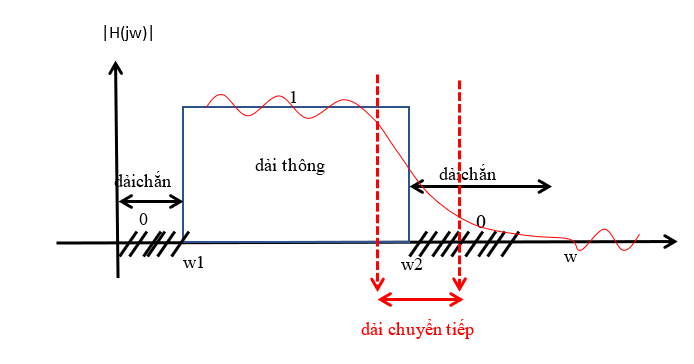 |H(jw)|
1
dải thông
dảichắn
dảichắn
0
0
w1
w2
w
dải chuyển tiếp